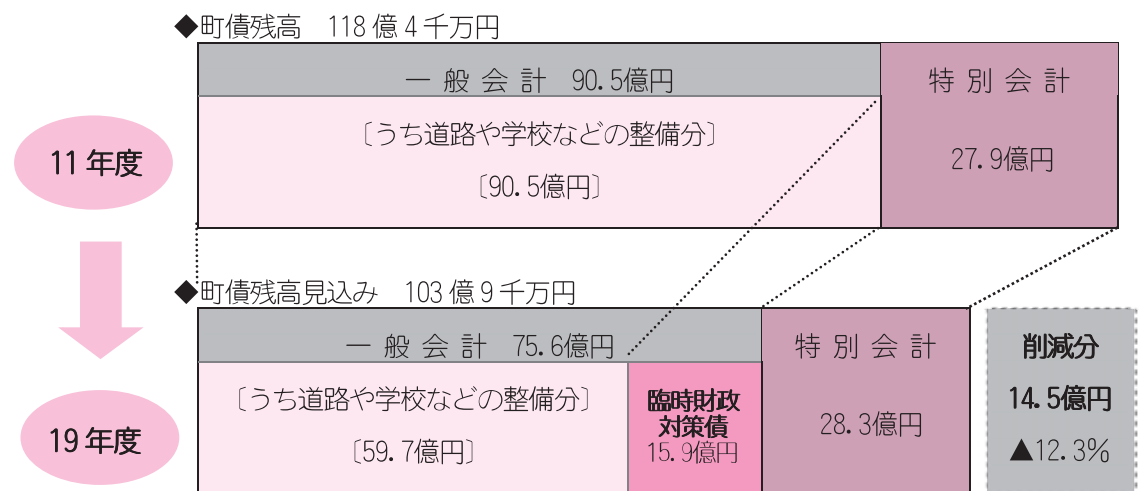 ◆町債残高 118億4千万円
一般会計 90.5億円
特別会計
27.9億円
〔うち道路や学校などの整備分〕
〔90.5億円〕
11年度
◆町債残高見込み 103億9千万円
一般会計 75.6億円
特別会計
28.3億円
〔うち道路や学校などの整備分〕
〔59.7億円〕
臨時財政
対策債
15.9億円
削減分
14.5億円
▲12.3%
19年度